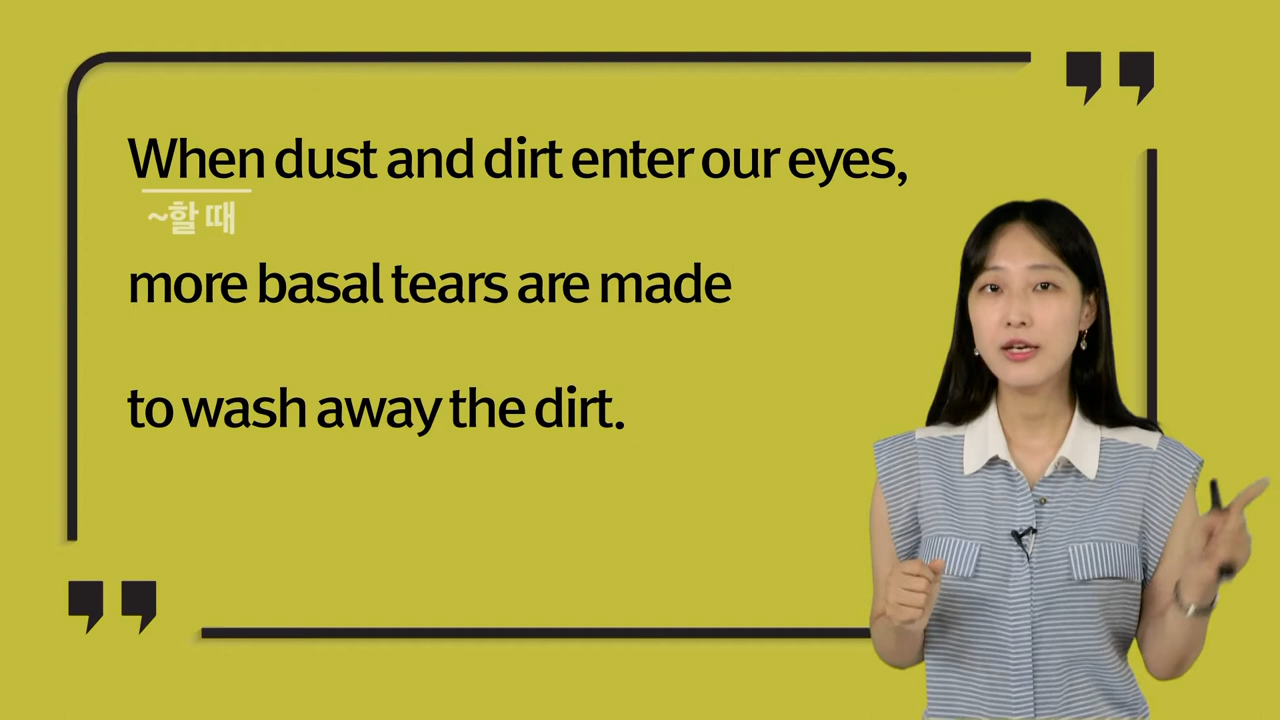 When dust and dirt enter our eyes,
~할 때
more basal tears are made
to wash away the dirt.